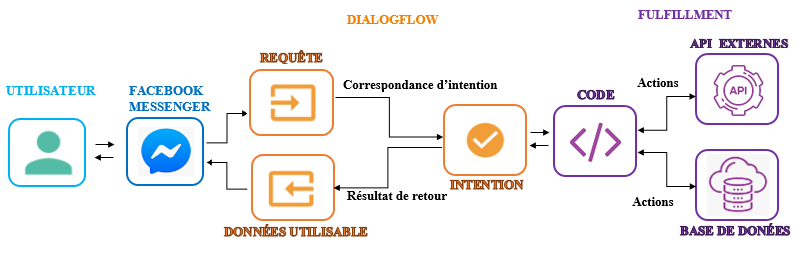 DIALOGFLOW
FULFILLMENT
REQUÊTE
API EXTERNES
UTILISATEUR
FACEBOOK
MESSENGER
Correspondance d'intention
CODE
Actions
API
INTENTION
Résultat de retour
Actions
DONNÉES UTILISABLE
BASE DE DONÉES